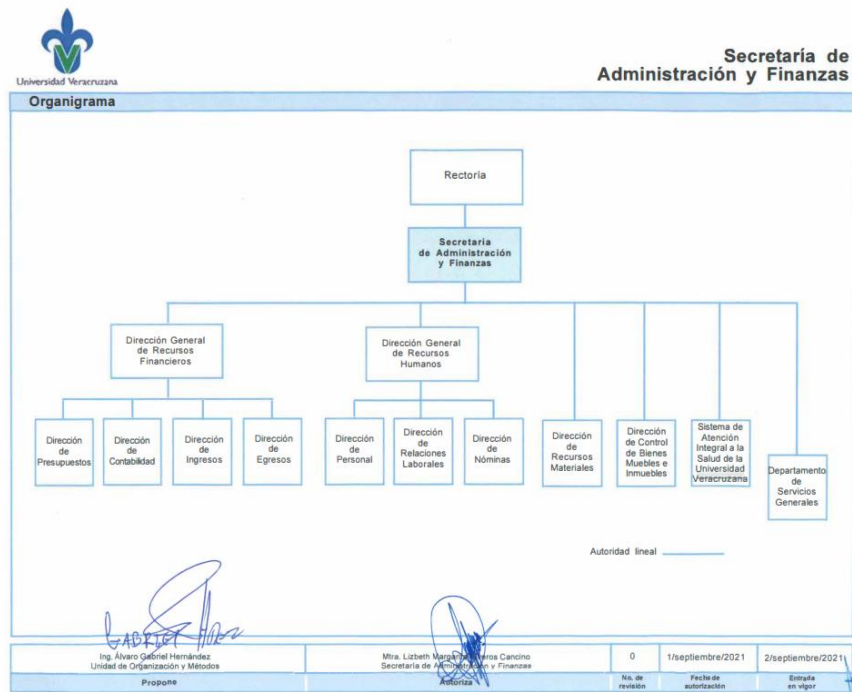 Universidad Veracruzana
Secretaría de
Administración y Finanzas
Organigrama
Rectoría
Secretaría
de Administración
y Finanzas
Dirección General
de Recursos
Financieros
Dirección General
de Recursos
Humanos
Dirección
de
Presupuestos
Dirección
de
Contabilidad
Dirección
de
Ingresos
Dirección
de
Egresos
Dirección
de
Personal
Dirección
de
Relaciones
Laborales
Dirección
de
Nóminas
Dirección
de
Recursos
Materiales
Dirección
de Control
de Bienes
Muebles e
Inmuebles
Sistema de
Atención
Integral a la
Salud de la
Universidad
Veracruzana
Departamento
de
Servicios
Generales
Autoridad lineal
GABRIEL
Ing. Álvaro Gabriel Hernández
Unidad de Organización y Métodos
Propone
Mtra. Lizbeth Cancino
Secretaria de Administración y Finanzas
Autoriza
0
No. de
revisión
1/septiembre/2021
Fecha de
autorización
2/septiembre/2021
Entrada
en vigor